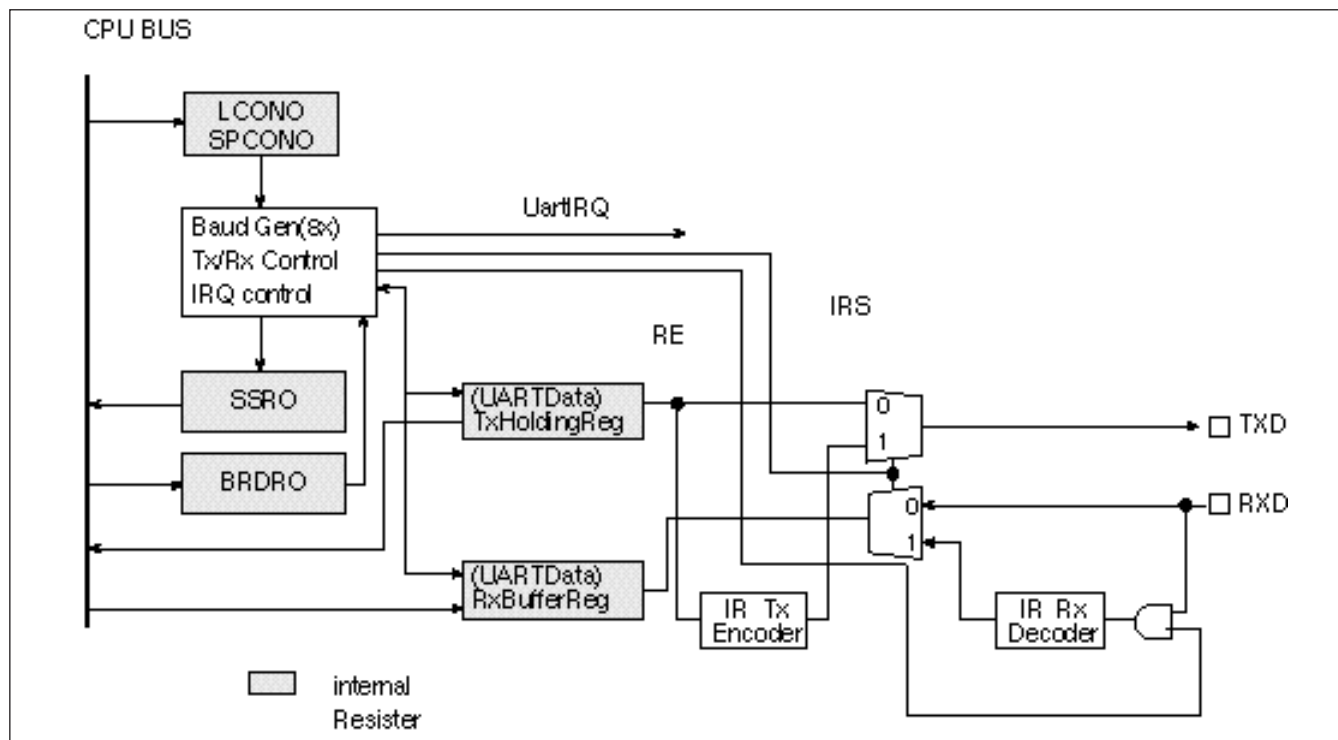 CPU BUS
LCONO
SPCONO
UartIRQ
Baud Gen(8x)
Tx/Rx Control
IRQ control
IRS
RE
SSRO
(UARTData)
TxHoldingReg
0
1
TXD
BRDRO
0
1
RXD
(UARTData)
RxBufferReg
IR Tx
Encoder
IR Rx
Decoder
internal
Resister